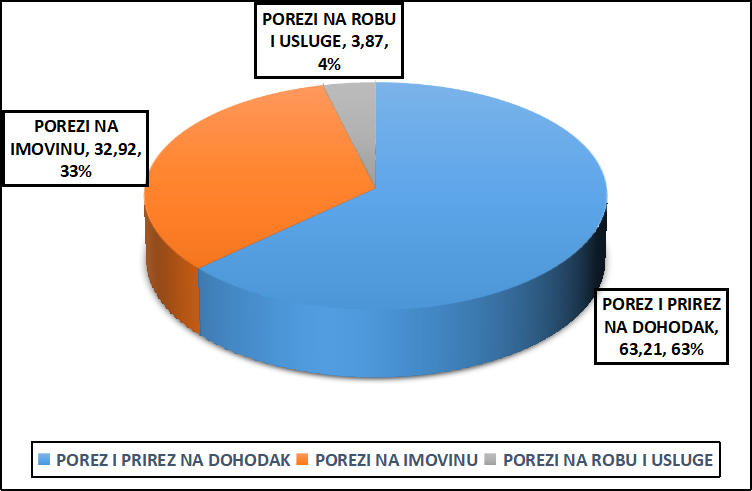 POREZI NA ROBU
I USLUGE, 3,87,
4%
POREZI NA
IMOVINU, 32,92,
33%
POREZ I PRIREZ
NA DOHODAK,
63,21, 63%
POREZ I PRIREZ NA DOHODAK POREZI NA IMOVINU POREZI NA ROBU I USLUGE